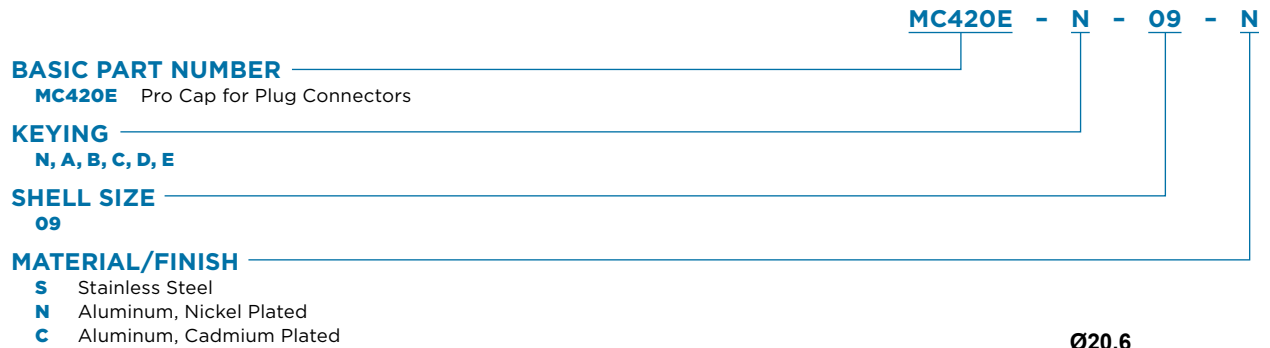 MC420E – N – 09 – N
BASIC PART NUMBER
MC420E Pro Cap for Plug Connectors
KEYING
N, A, B, C, D, E
SHELL SIZE
09
MATERIAL/FINISH
S Stainless Steel
N Aluminum, Nickel Plated
C Aluminum, Cadmium Plated
Ø20.6